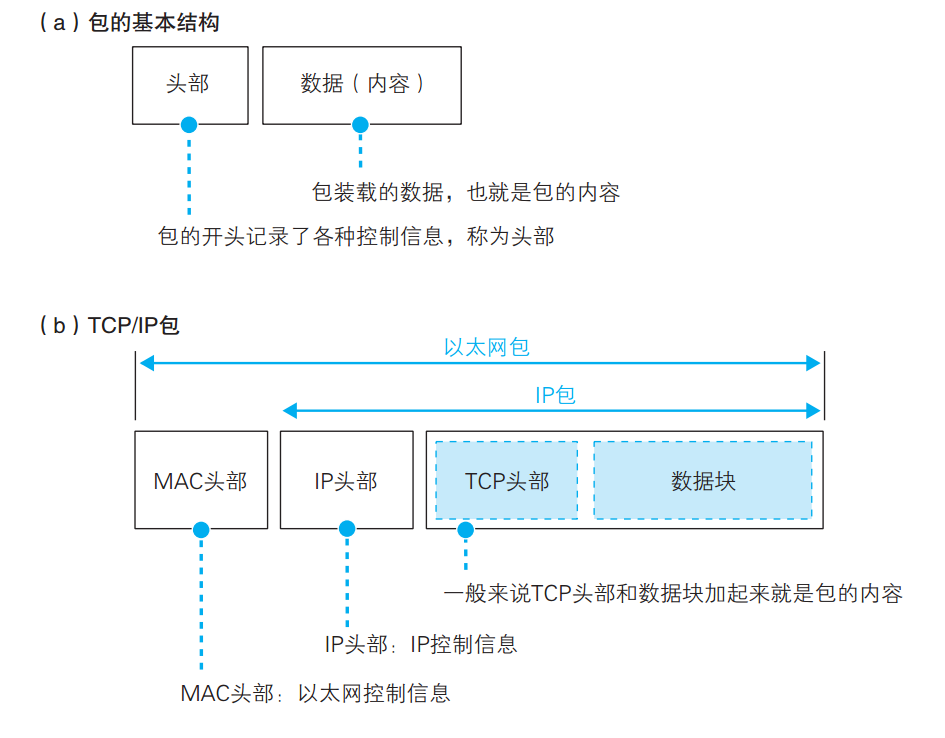 （a）包的基本结构
头部
数据（内容）
包装载的数据，也就是包的内容
包的开头记录了各种控制信息，称为头部
（b）TCP/IP包
以太网包
IP包
MAC头部
IP头部
TCP头部
数据块
一般来说TCP头部和数据块加起来就是包的内容
IP头部：IP控制信息
MAC头部：以太网控制信息